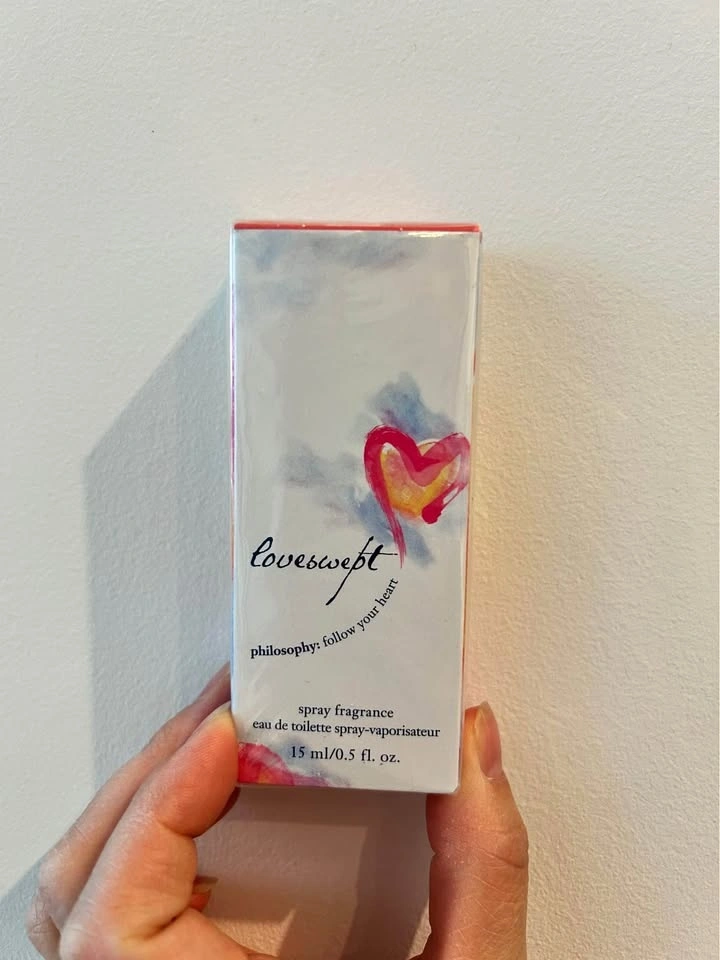 loveswept
philosophy: follow your heart
spray fragrance
eau de toilette spray-vaporisateur
15 ml/0.5 fl. oz.